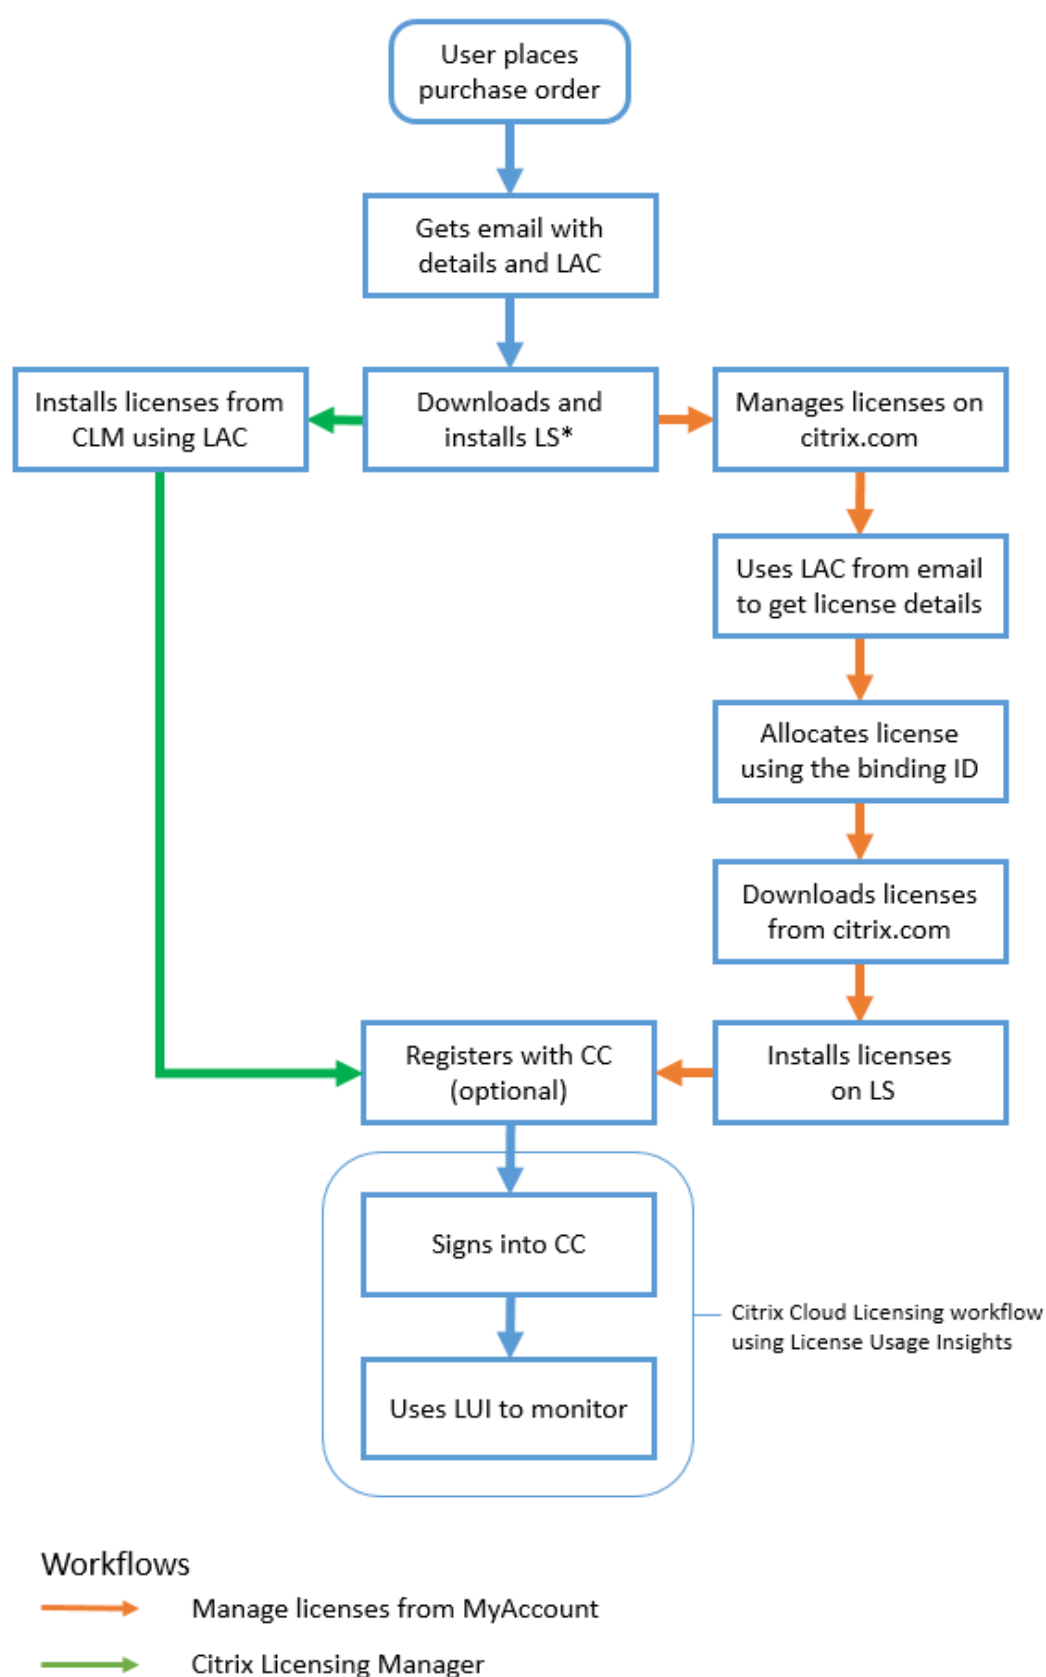 User places
purchase order
Gets email with
details and LAC
Installs licenses from
CLM using LAC
Downloads and
installs LS*
Manages licenses on
citrix.com
Uses LAC from email
to get license details
Allocates license
using the binding ID
Downloads licenses
from citrix.com
Registers with CC
(optional)
Installs licenses
on LS
Signs into CC
Citrix Cloud Licensing workflow
using License Usage Insights
Uses LUI to monitor
Workflows
Manage licenses from MyAccount
Citrix Licensing Manager